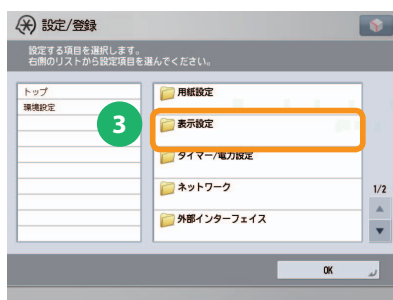 設定/登録
設定する項目を選択します。
右側のリストから設定項目を選んでください。
トップ
環境設定
3
用紙設定
表示設定
タイマー/電力設定
ネットワーク
外部インターフェイス
1/2
OK